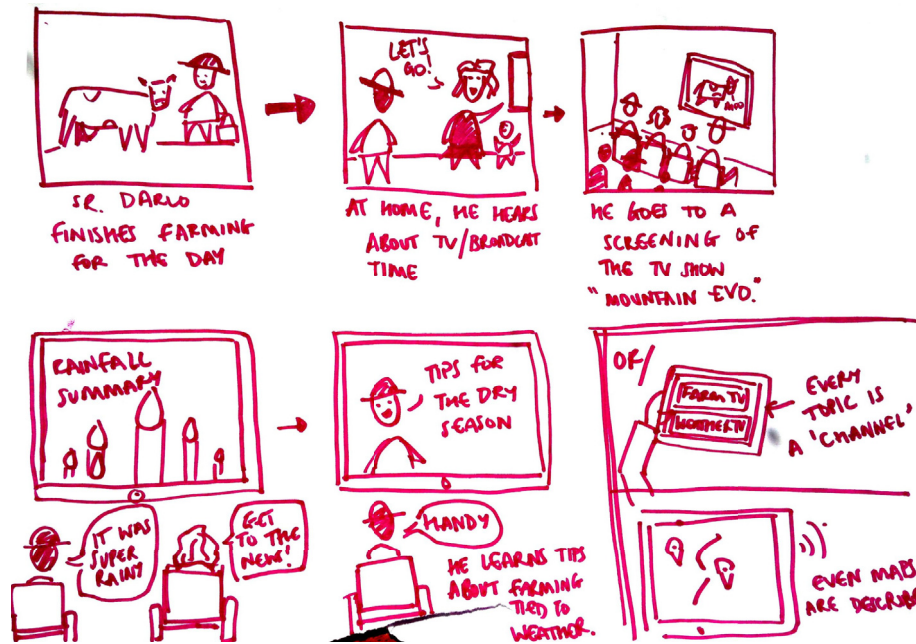 SR. DARIO
FINISHES FARMING
FOR THE DAY
LET'S
GO!
AT HOME, HE HEARS
ABOUT TV/BROADCAST
TIME
INFO
HE GOES TO A
SCREENING OF
THE TV SHOW
"MOUNTAIN EVO."
RAINFALL
SUMMARY
IT WAS
SUPER
RAINY
GET
TO THE
NEWS!
TIPS FOR
THE DRY
SEASON
HANDY
HE LEARNS TIPS
ABOUT FARMING
TIED TO
WEATHER.
OR/
FARM TV
WEATHER TV
EVERY
TOPIC IS
A 'CHANNEL'
EVEN MAPS
ARE DESCRIBE